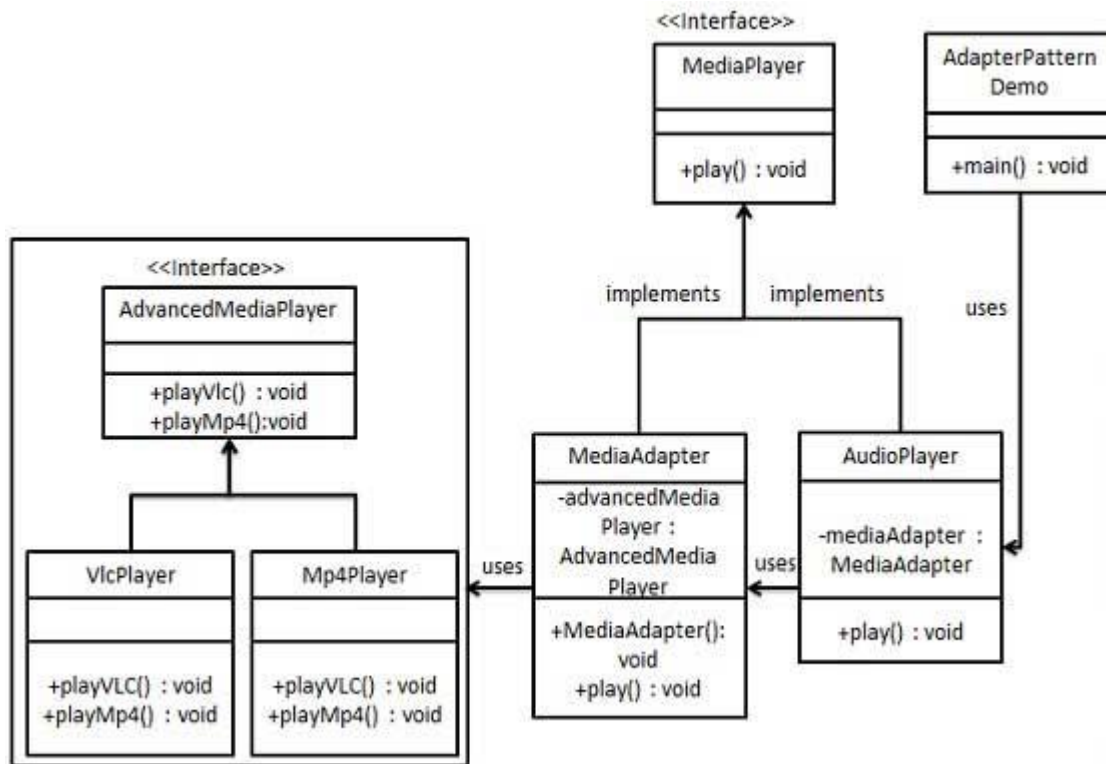 <<Interface>>
MediaPlayer
+play() : void
AdapterPattern
Demo
+main() : void
implements
implements
uses
<<Interface>>
AdvancedMediaPlayer
+playVlc() : void
+playMp4():void
VlcPlayer
+playVLC() : void
+playMp4() : void
Mp4Player
+playVLC() : void
+playMp4() : void
uses
MediaAdapter
-advancedMedia
Player :
AdvancedMedia
Player
+MediaAdapter():
void
+play() : void
uses
AudioPlayer
-mediaAdapter :
MediaAdapter
+play() : void